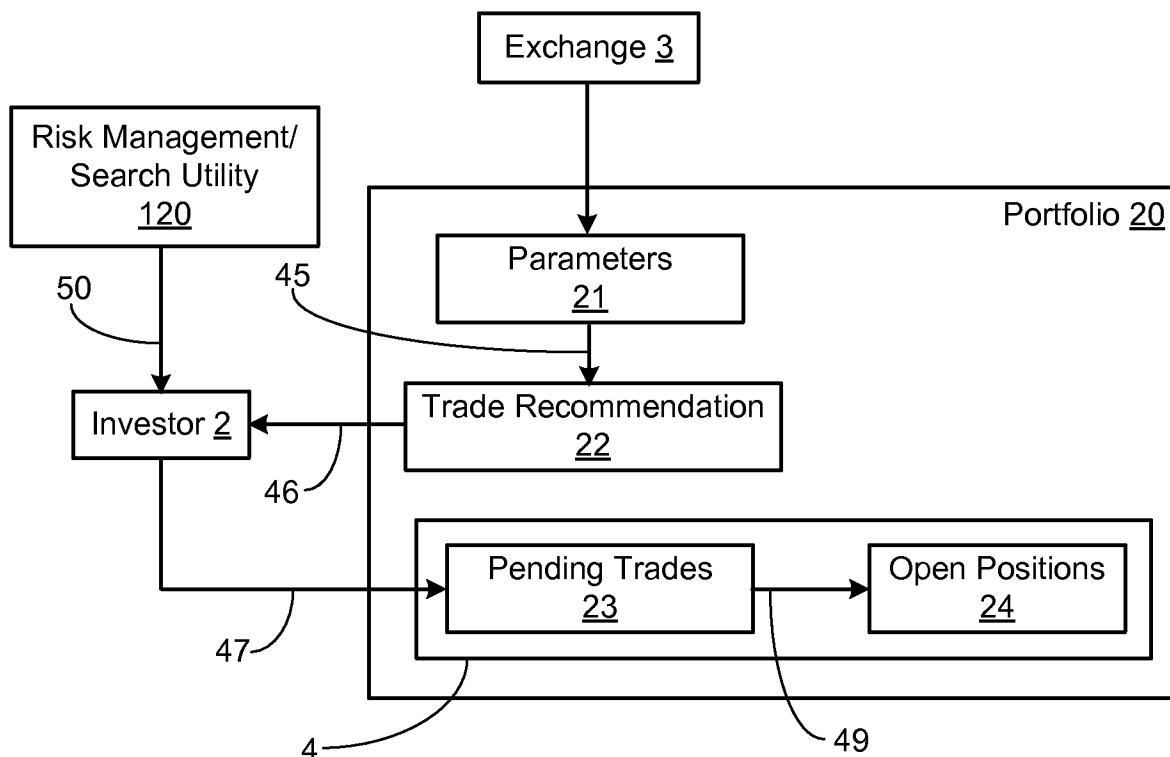 Exchange 3
Risk Management/
Search Utility
120
Portfolio 20
Parameters
21
45
50
Trade Recommendation
22
Investor 2
46
Pending Trades
23
Open Positions
24
47
4
49